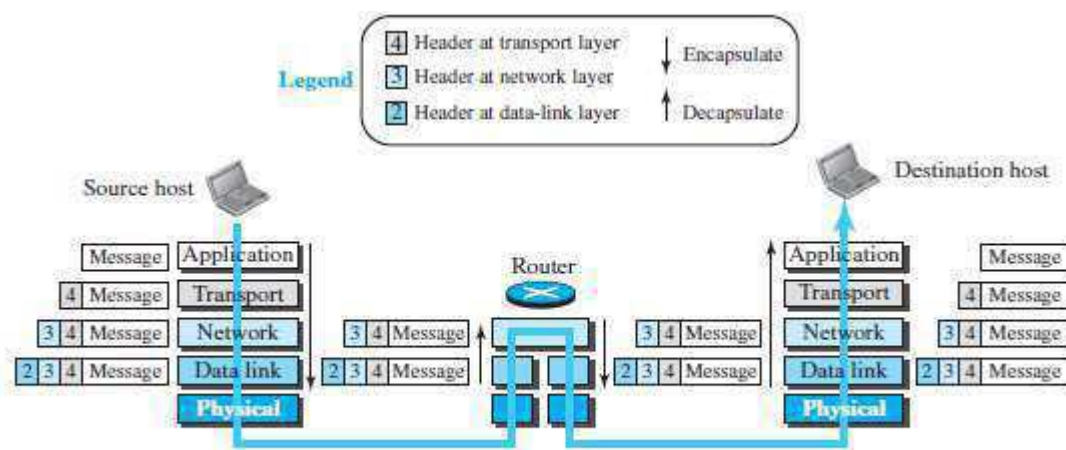 4 Header at transport layer
Encapsulate
Legend
3 Header at network layer
2 Header at data-link layer
Decapsulate
Source host
Destination host
Message Application
Router
Application Message
4 Message Transport
Transport 4 Message
3 4 Message Network
3 4 Message
3 4 Message
Network 3 4 Message
2 3 4 Message Data link
2 3 4 Message
2 3 4 Message
Data link 2 3 4 Message
Physical
Physical